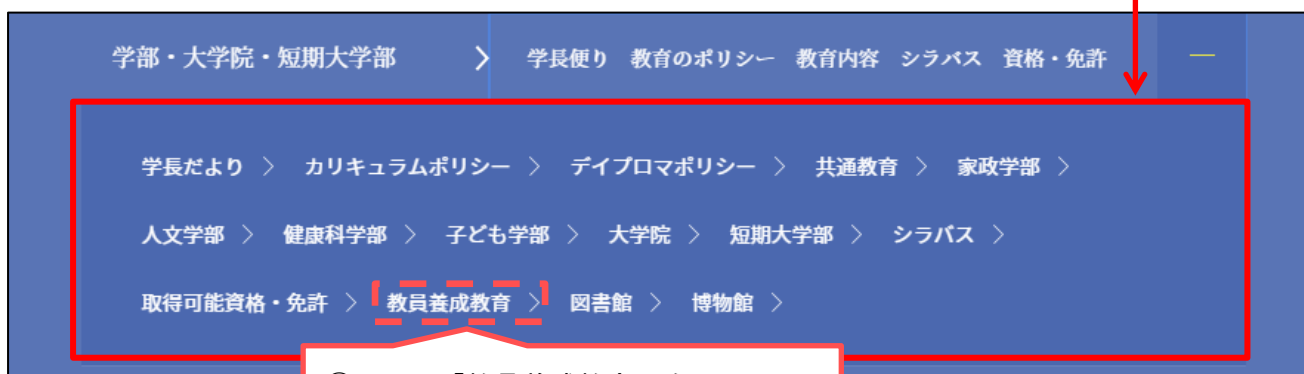 学部・大学院・短期大学部 > 学長便り 教育のポリシー 教育内容 シラバス 資格・免許 —
学長だより > カリキュラムポリシー > デイプロマポリシー > 共通教育 > 家政学部 >
人文学部 > 健康科学部 > 子ども学部 > 大学院 > 短期大学部 > シラバス >
取得可能資格・免許 > 教員養成教育 > 図書館 > 博物館 >